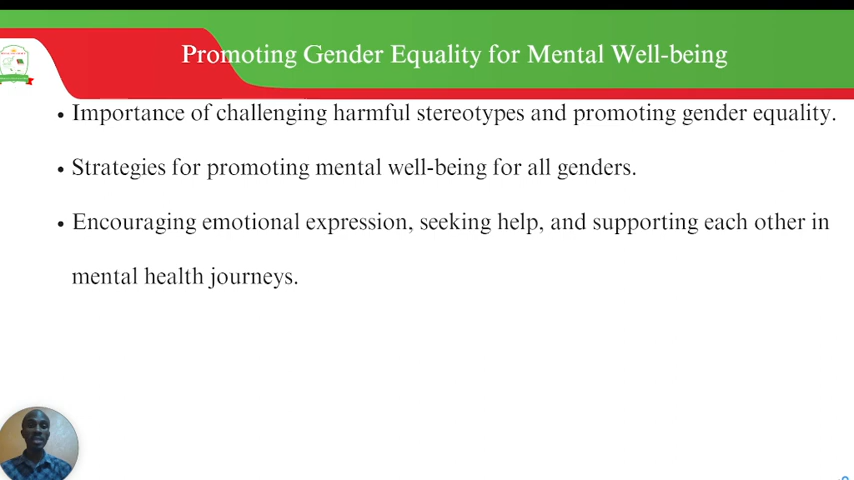 Promoting Gender Equality for Mental Well-being
• Importance of challenging harmful stereotypes and promoting gender equality.
• Strategies for promoting mental well-being for all genders.
• Encouraging emotional expression, seeking help, and supporting each other in
mental health journeys.